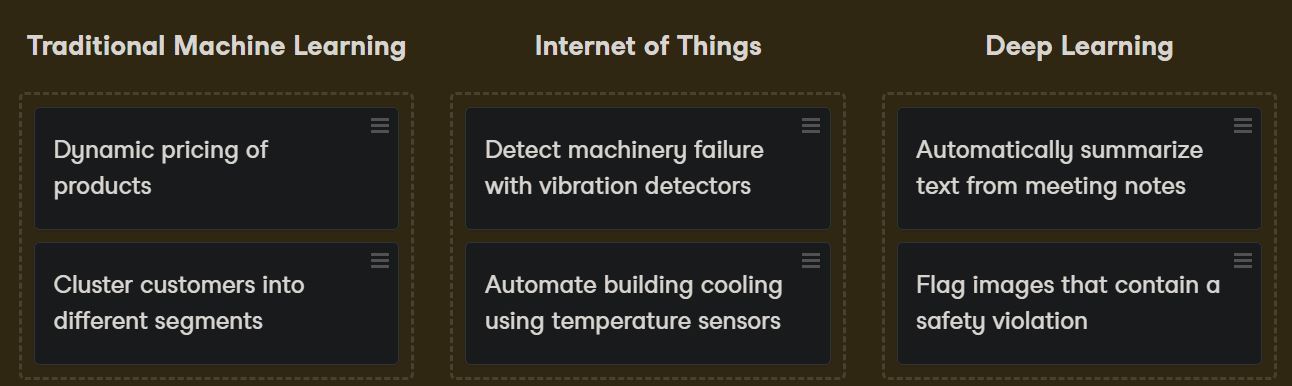 Traditional Machine Learning
Dynamic pricing of
products
Cluster customers into
different segments
Internet of Things
Detect machinery failure
with vibration detectors
Automate building cooling
using temperature sensors
Deep Learning
Automatically summarize
text from meeting notes
Flag images that contain a
safety violation